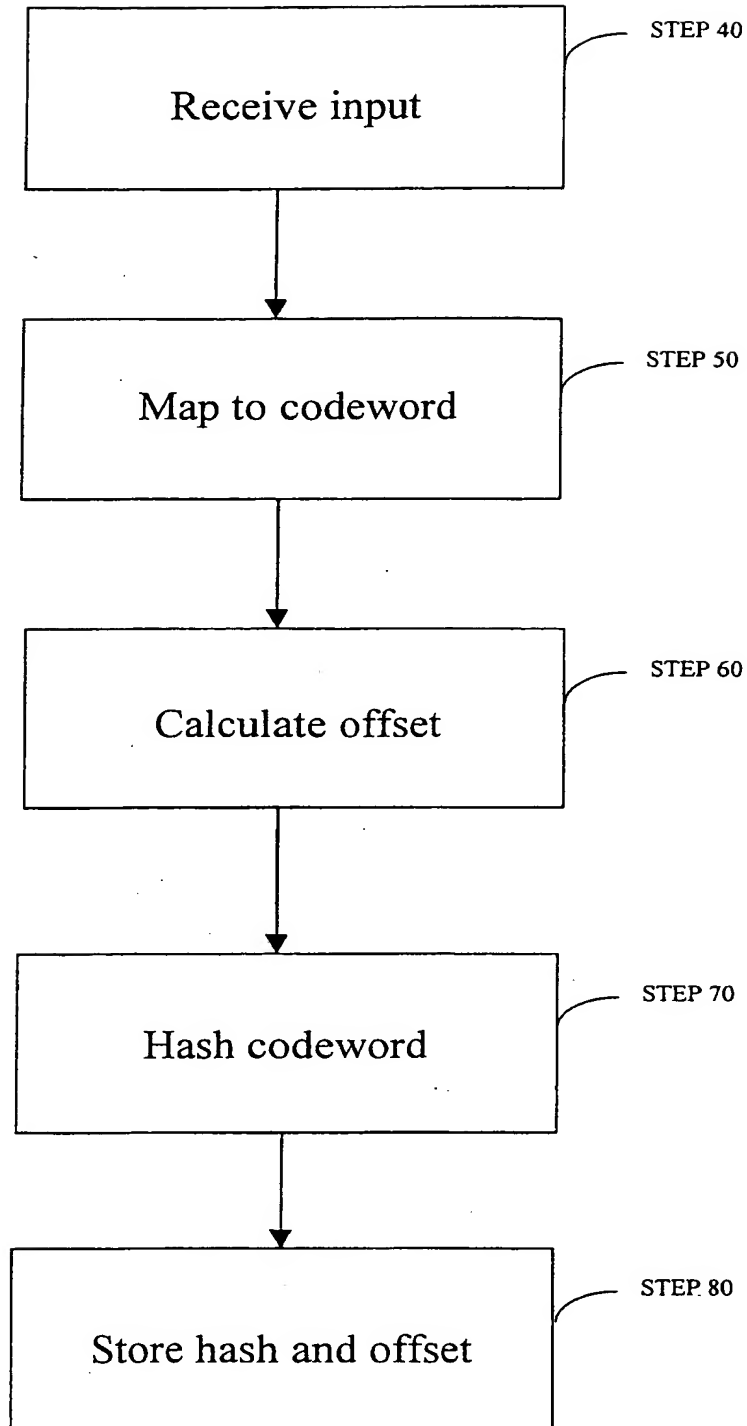 STEP 40
Receive input
STEP 50
Map to codeword
STEP 60
Calculate offset
STEP 70
Hash codeword
STEP 80
Store hash and offset